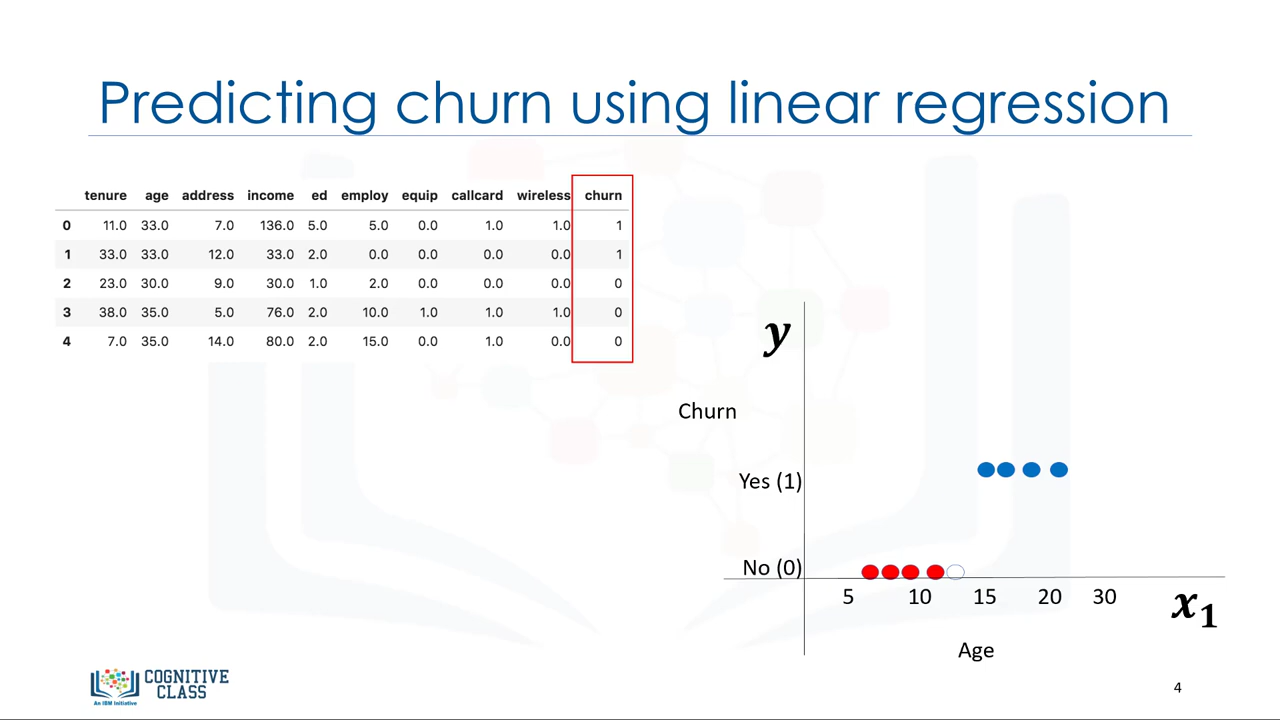 Predicting churn using linear regression
tenure age address income ed employ equip callcard wireless churn
0 11.0 33.0 7.0 136.0 5.0 5.0 0.0 1.0 1.0 1
1 33.0 33.0 12.0 33.0 2.0 0.0 0.0 0.0 0.0 1
2 23.0 30.0 9.0 30.0 1.0 2.0 0.0 0.0 0.0 0
3 38.0 35.0 5.0 76.0 2.0 10.0 1.0 1.0 1.0 0
4 7.0 35.0 14.0 80.0 2.0 15.0 0.0 1.0 0.0 0
y
Churn
Yes (1)
No (0)
5 10 15 20 30
x₁
Age
COGNITIVE
CLASS
An IBM Initiative
4